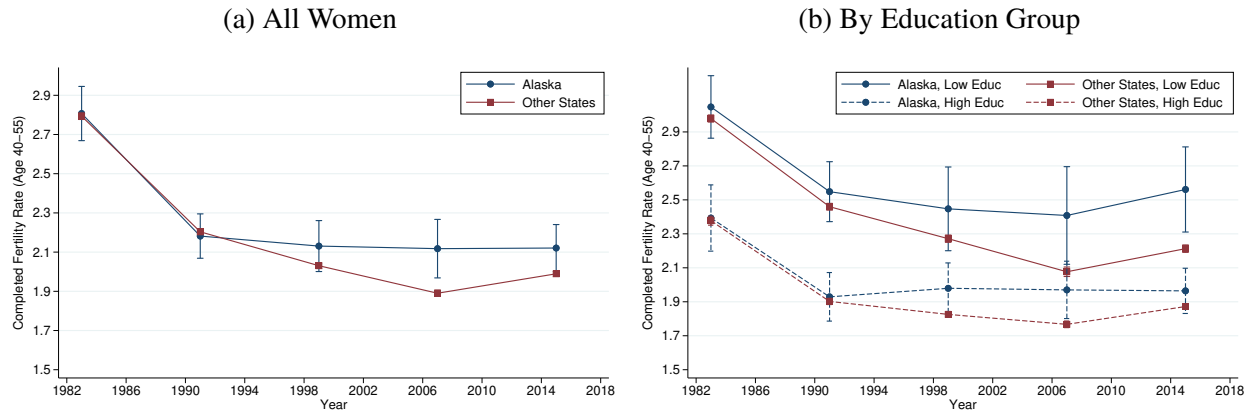 (a) All Women
Completed Fertility Rate (Age 40–55)
2.9
2.7
2.5
2.3
2.1
1.9
1.7
1.5
Alaska
Other States
1982 1986 1990 1994 1998 2002 2006 2010 2014 2018
Year
(b) By Education Group
Completed Fertility Rate (Age 40–55)
2.9
2.7
2.5
2.3
2.1
1.9
1.7
1.5
Alaska, Low Educ Other States, Low Educ
Alaska, High Educ Other States, High Educ
1982 1986 1990 1994 1998 2002 2006 2010 2014 2018
Year